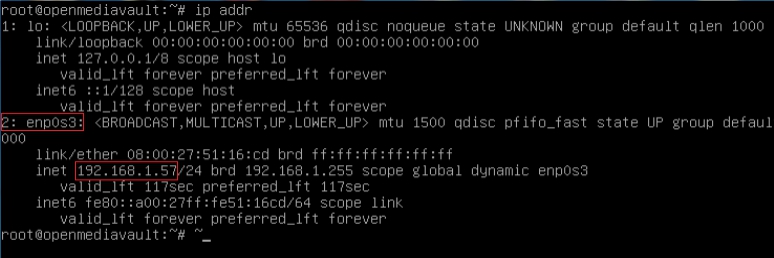 root@openmediavault:~# ip addr
1: lo: <LOOPBACK,UP,LOWER_UP> mtu 65536 qdisc noqueue state UNKNOWN group default qlen 1000
link/loopback 00:00:00:00:00:00 brd 00:00:00:00:00:00
inet 127.0.0.1/8 scope host lo
valid_lft forever preferred_lft forever
inet6 ::1/128 scope host
valid_lft forever preferred_lft forever
2: enp0s3: <BROADCAST,MULTICAST,UP,LOWER_UP> mtu 1500 qdisc pfifo_fast state UP group defaul
000
link/ether 08:00:27:51:16:cd brd ff:ff:ff:ff:ff:ff
inet 192.168.1.57/24 brd 192.168.1.255 scope global dynamic enp0s3
valid_lft 117sec preferred_lft 117sec
inet6 fe80::a00:27ff:fe51:16cd/64 scope link
valid_lft forever preferred_lft forever
root@openmediavault:~# ~_